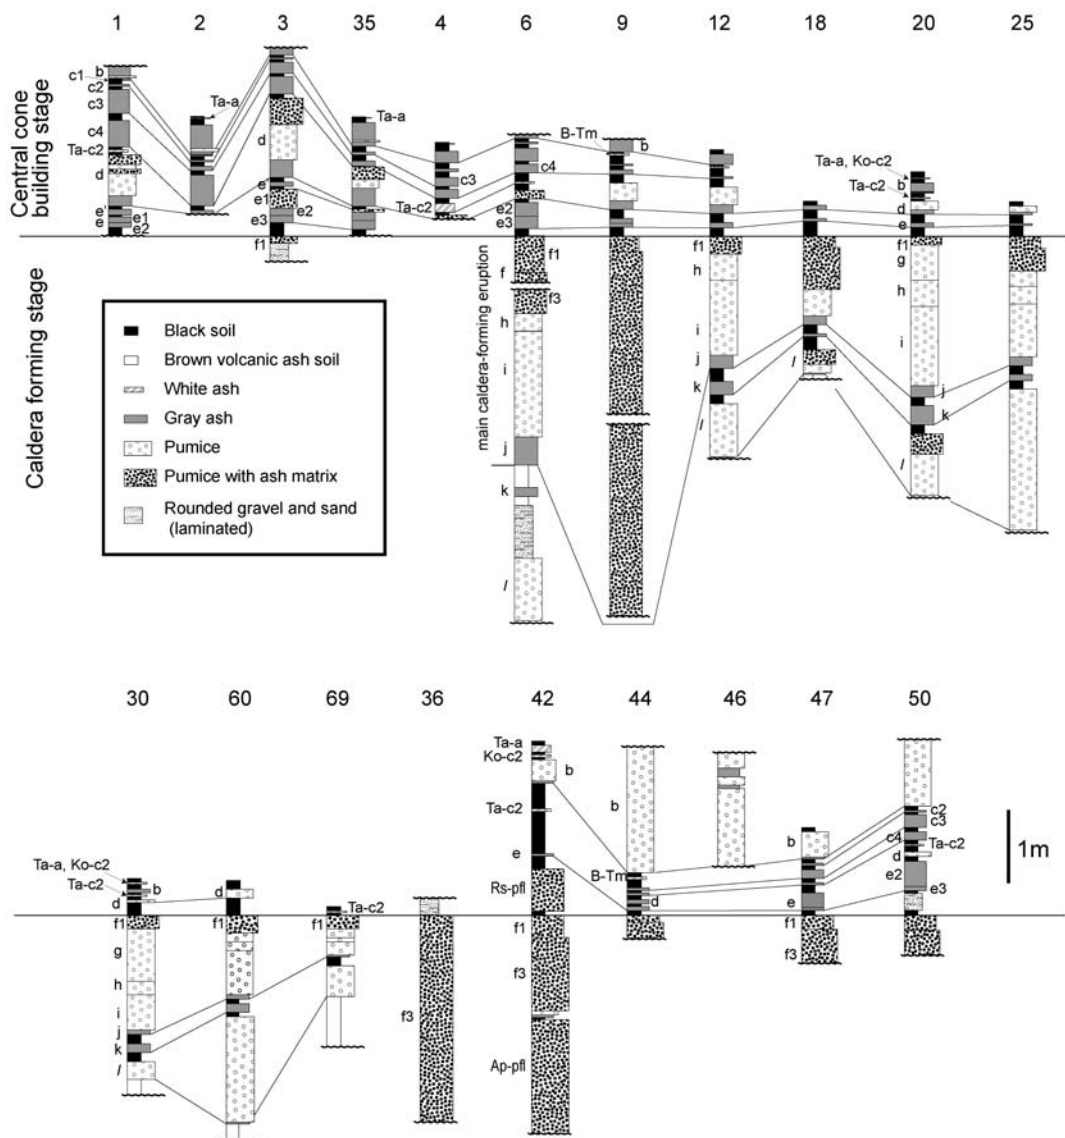 1 2 3 35 4 6 9 12 18 20 25
Central cone
building stage
Caldera forming stage
b
c1
c2
c3
c4
Ta-c2
d
e'
e
e1
e2
Ta-a
d
e
e1
e2
e3
f1
Ta-a
c3
Ta-c2
c4
e2
e3
main caldera-forming eruption
f
f1
f3
h
i
j
k
l
B-Tm
b
f1
h
i
j
k
l
l
Ta-a, Ko-c2
Ta-c2
b
d
e
f1
g
h
i
j
k
l
Black soil
Brown volcanic ash soil
White ash
Gray ash
Pumice
Pumice with ash matrix
Rounded gravel and sand
(laminated)
30 60 69 36 42 44 46 47 50
Ta-a, Ko-c2
Ta-c2
b
d
f1
g
h
i
j
k
l
d
f1
Ta-c2
f1
f3
Ta-a
Ko-c2
b
Ta-c2
e
Rs-pfl
f1
f3
Ap-pfl
b
B-Tm
d
b
e
f1
f3
c2
c3
c4
Ta-c2
d
e2
e3
1m